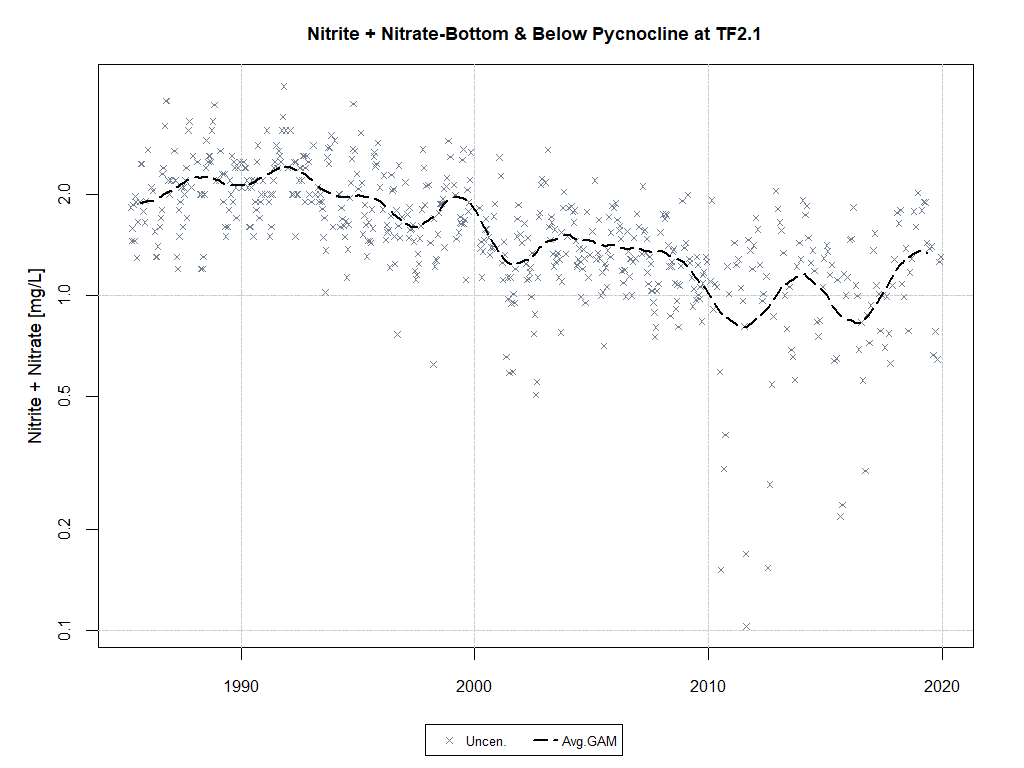 Nitrite + Nitrate-Bottom & Below Pycnocline at TF2.1
Nitrite + Nitrate [mg/L]
2.0
1.0
0.5
0.2
0.1
1990 2000 2010 2020
Uncen. Avg.GAM